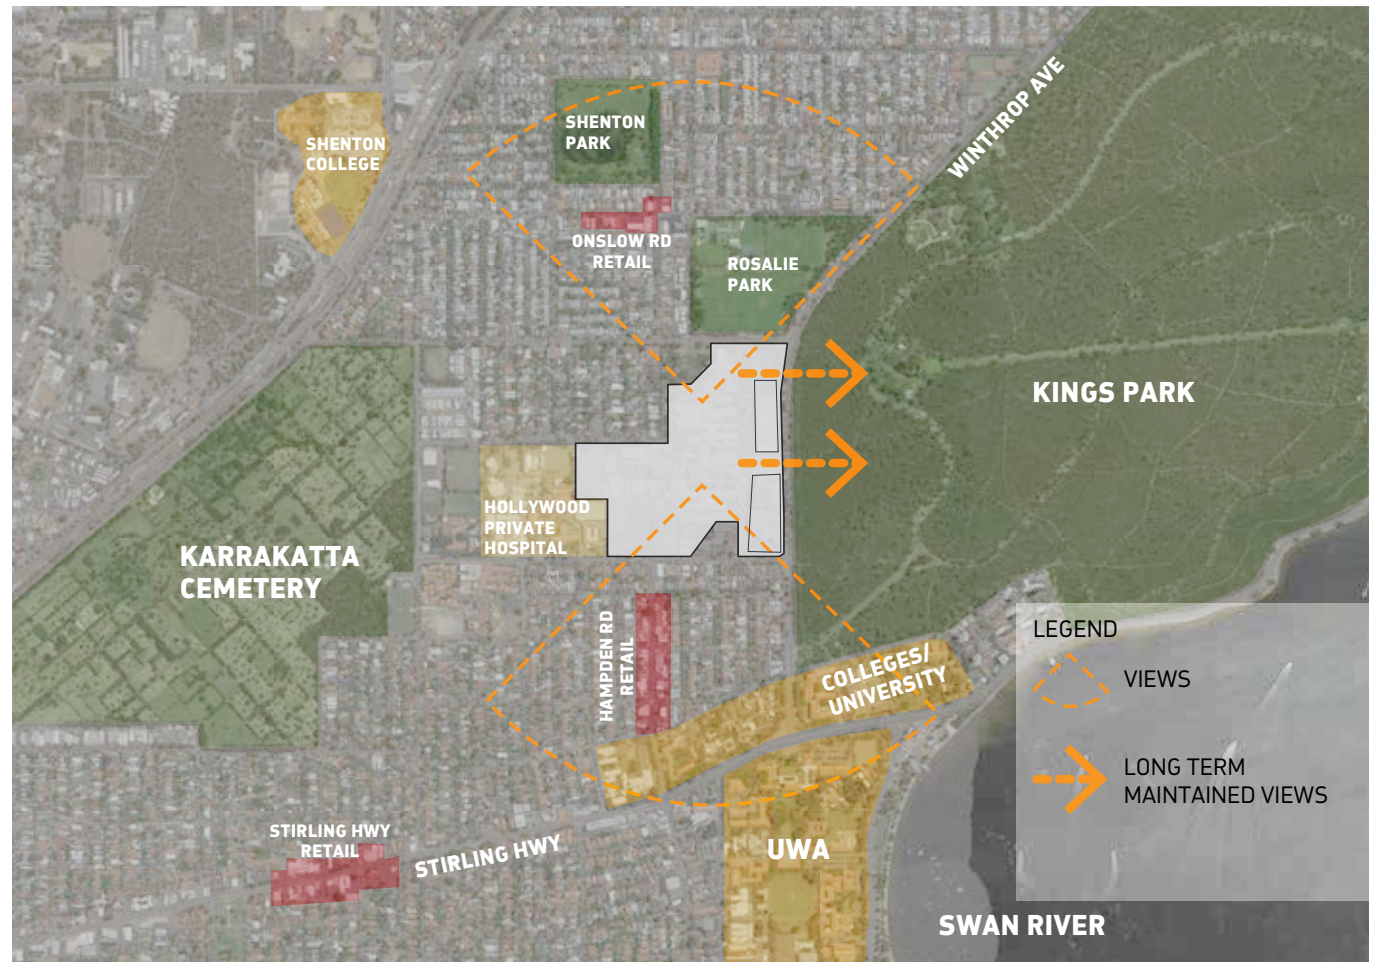 WINTHROP AVE
SHENTON
PARK
SHENTON
COLLEGE
ONSLOW RD
RETAIL
ROSALIE
PARK
KINGS PARK
HOLLYWOOD
PRIVATE
HOSPITAL
KARRAKATTA
CEMETERY
HAMPDEN RD
RETAIL
COLLEGES/
UNIVERSITY
LEGEND
VIEWS
LONG TERM
MAINTAINED VIEWS
STIRLING HWY
RETAIL
STIRLING HWY
UWA
SWAN RIVER